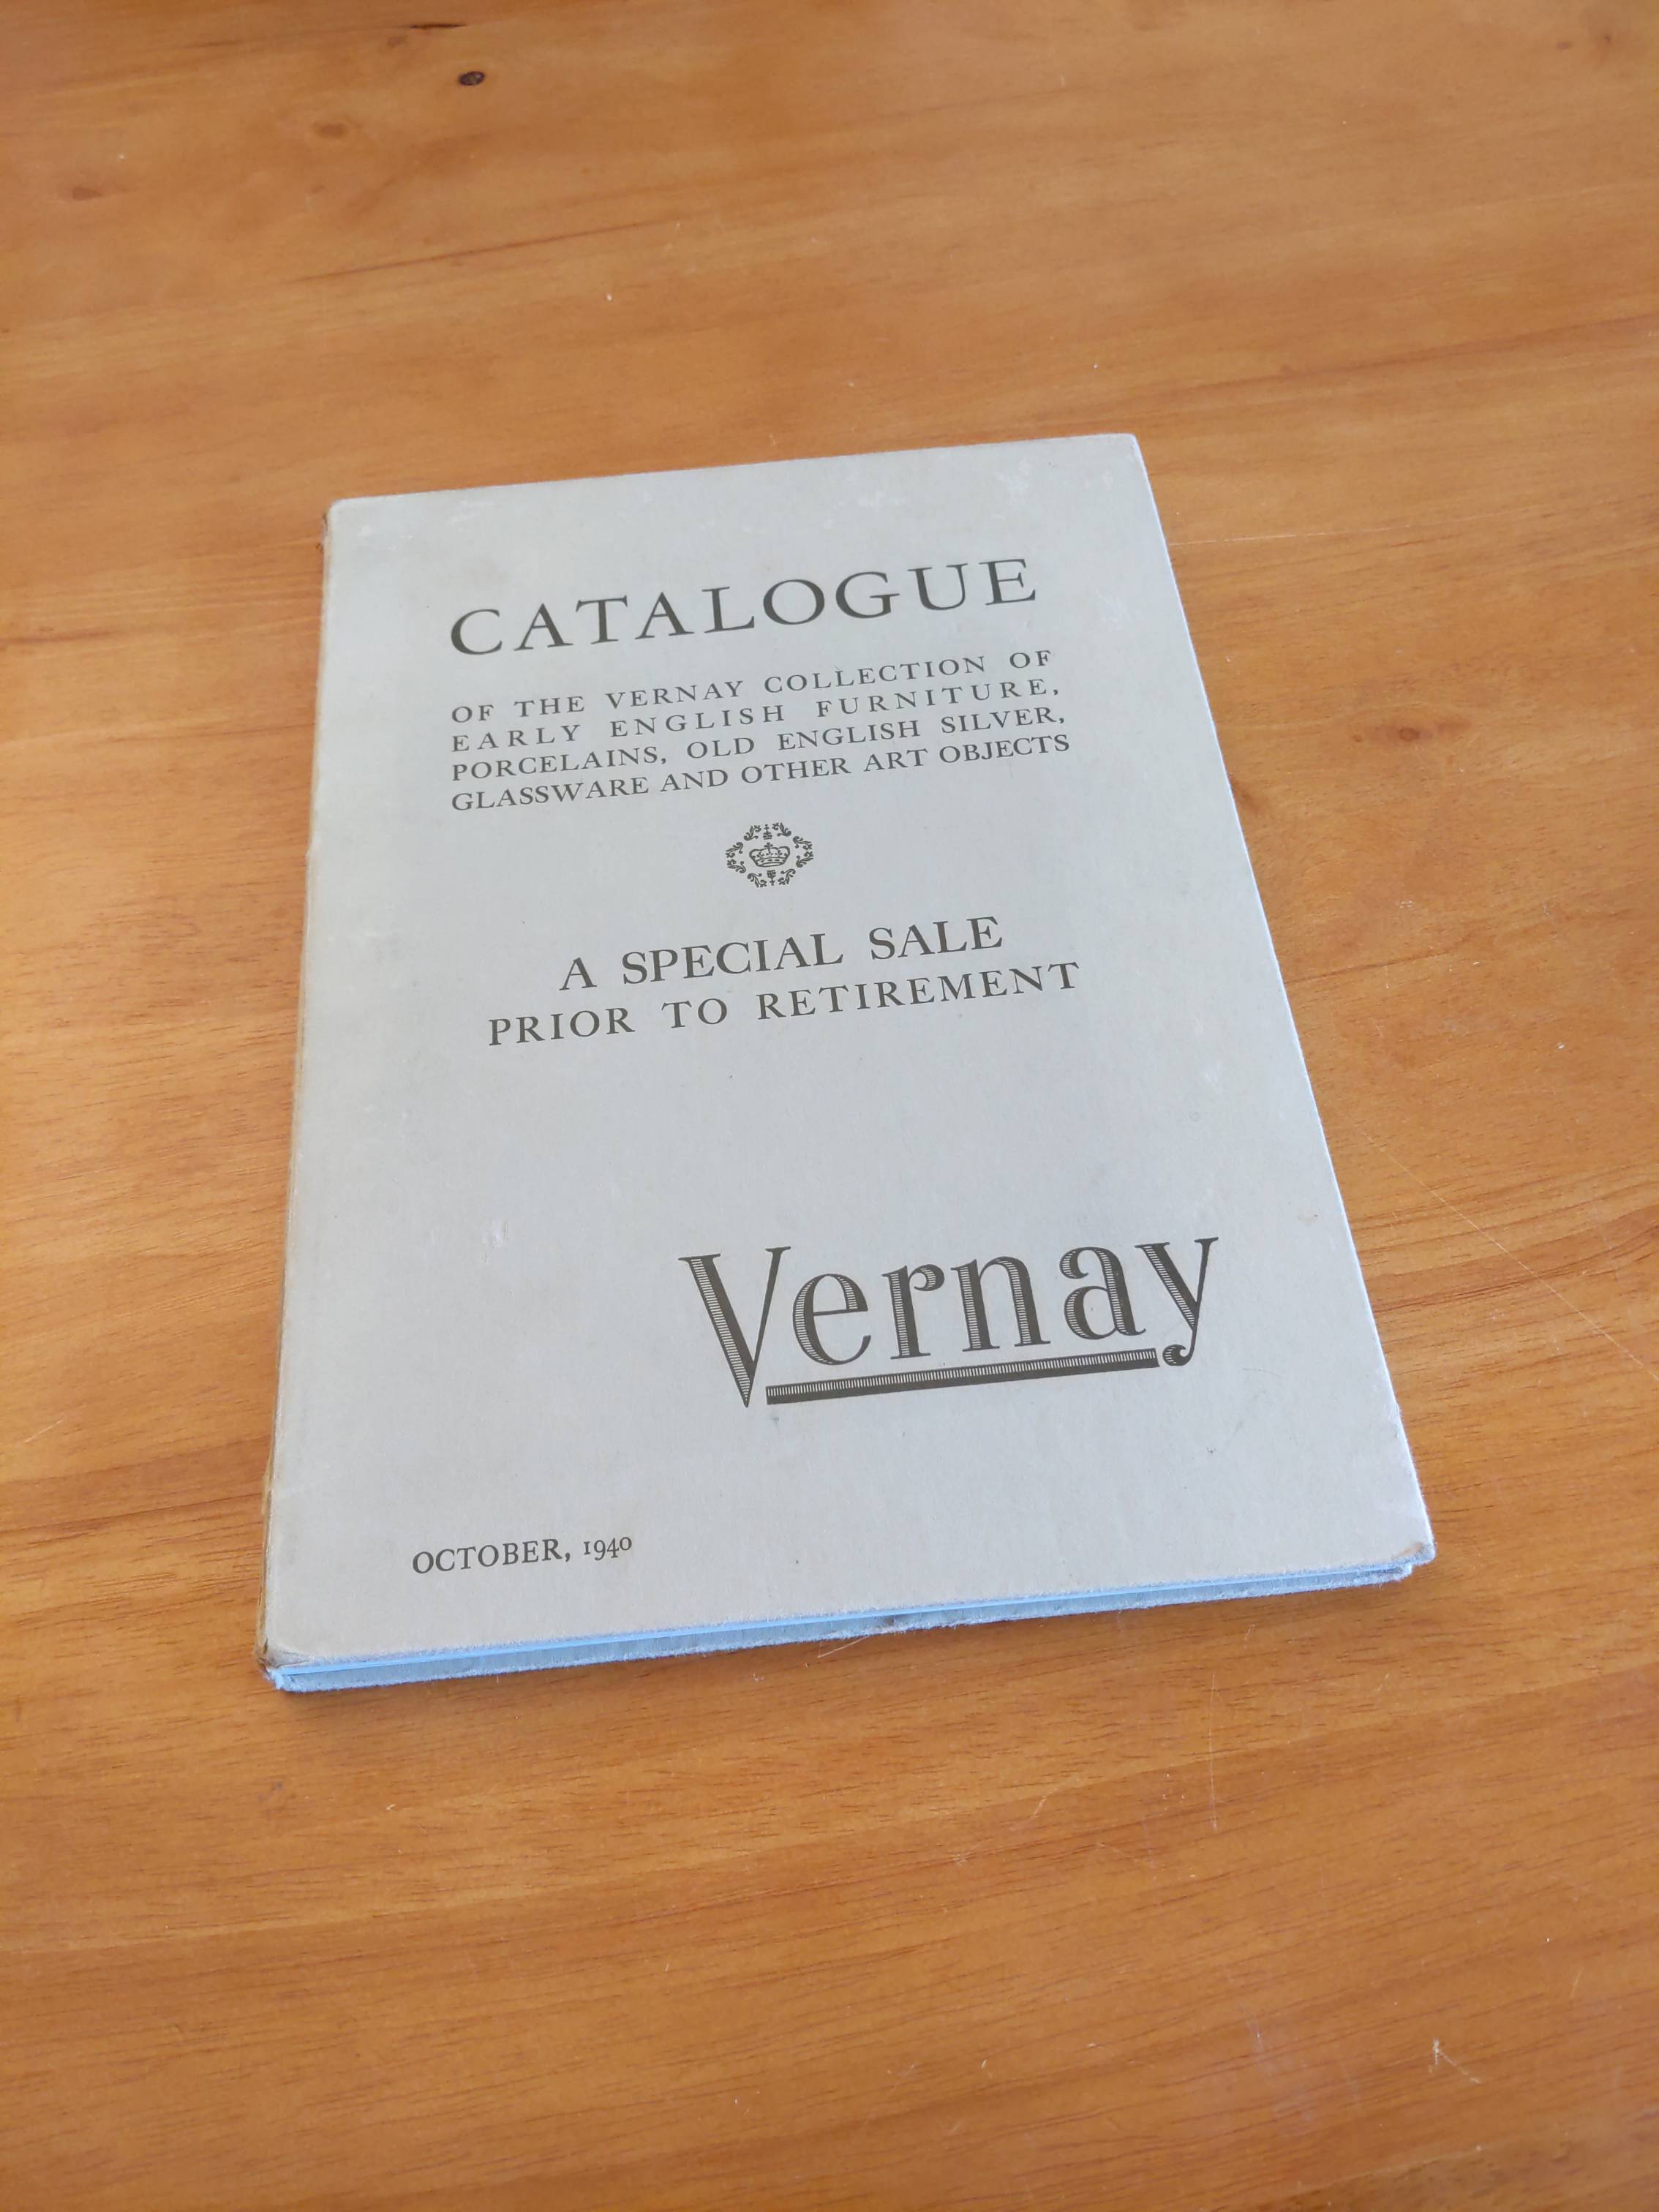 CATALOGUE
OF THE VERNAY COLLECTION OF
EARLY ENGLISH FURNITURE,
PORCELAINS, OLD ENGLISH SILVER,
GLASSWARE AND OTHER ART OBJECTS
A SPECIAL SALE
PRIOR TO RETIREMENT
Vernay
OCTOBER, 1940